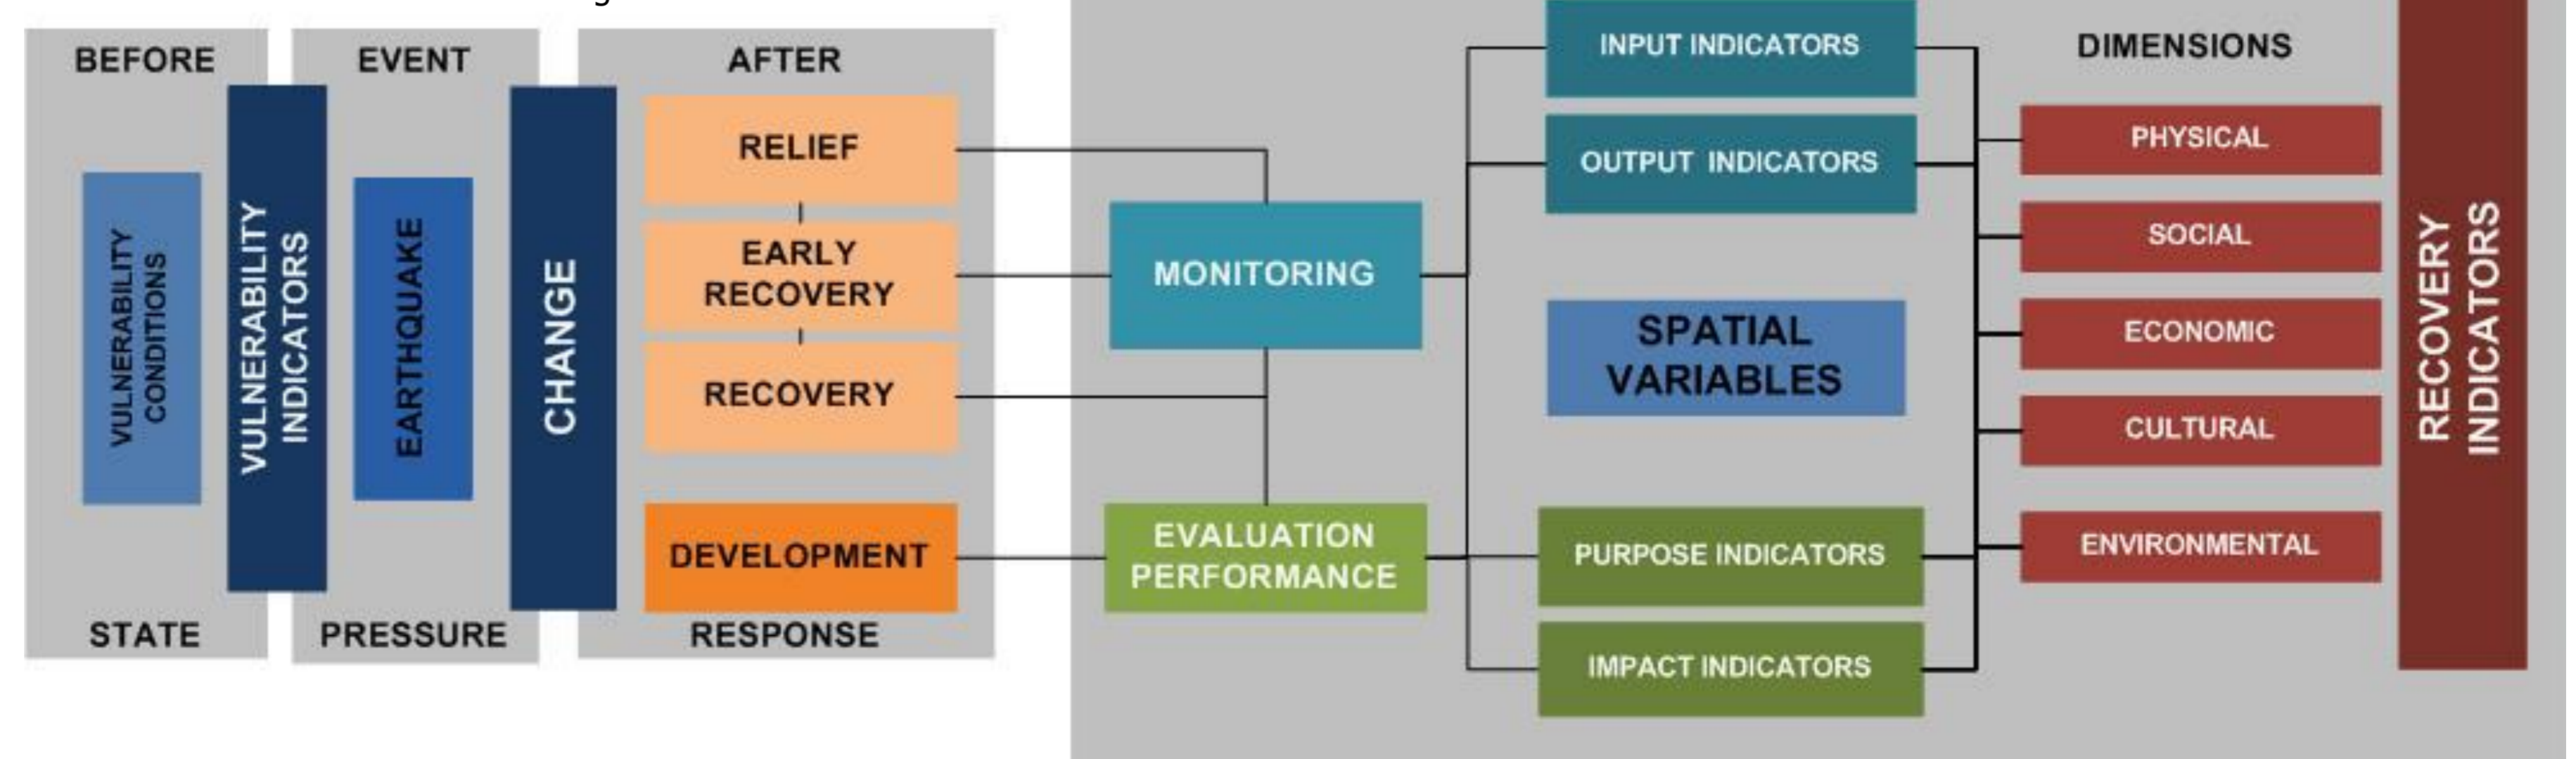 BEFORE
VULNERABILITY
CONDITIONS
STATE
VULNERABILITY
INDICATORS
EVENT
EARTHQUAKE
PRESSURE
CHANGE
AFTER
RELIEF
EARLY
RECOVERY
RECOVERY
DEVELOPMENT
RESPONSE
MONITORING
EVALUATION
PERFORMANCE
INPUT INDICATORS
OUTPUT INDICATORS
SPATIAL
VARIABLES
PURPOSE INDICATORS
IMPACT INDICATORS
DIMENSIONS
PHYSICAL
SOCIAL
ECONOMIC
CULTURAL
ENVIRONMENTAL
RECOVERY
INDICATORS